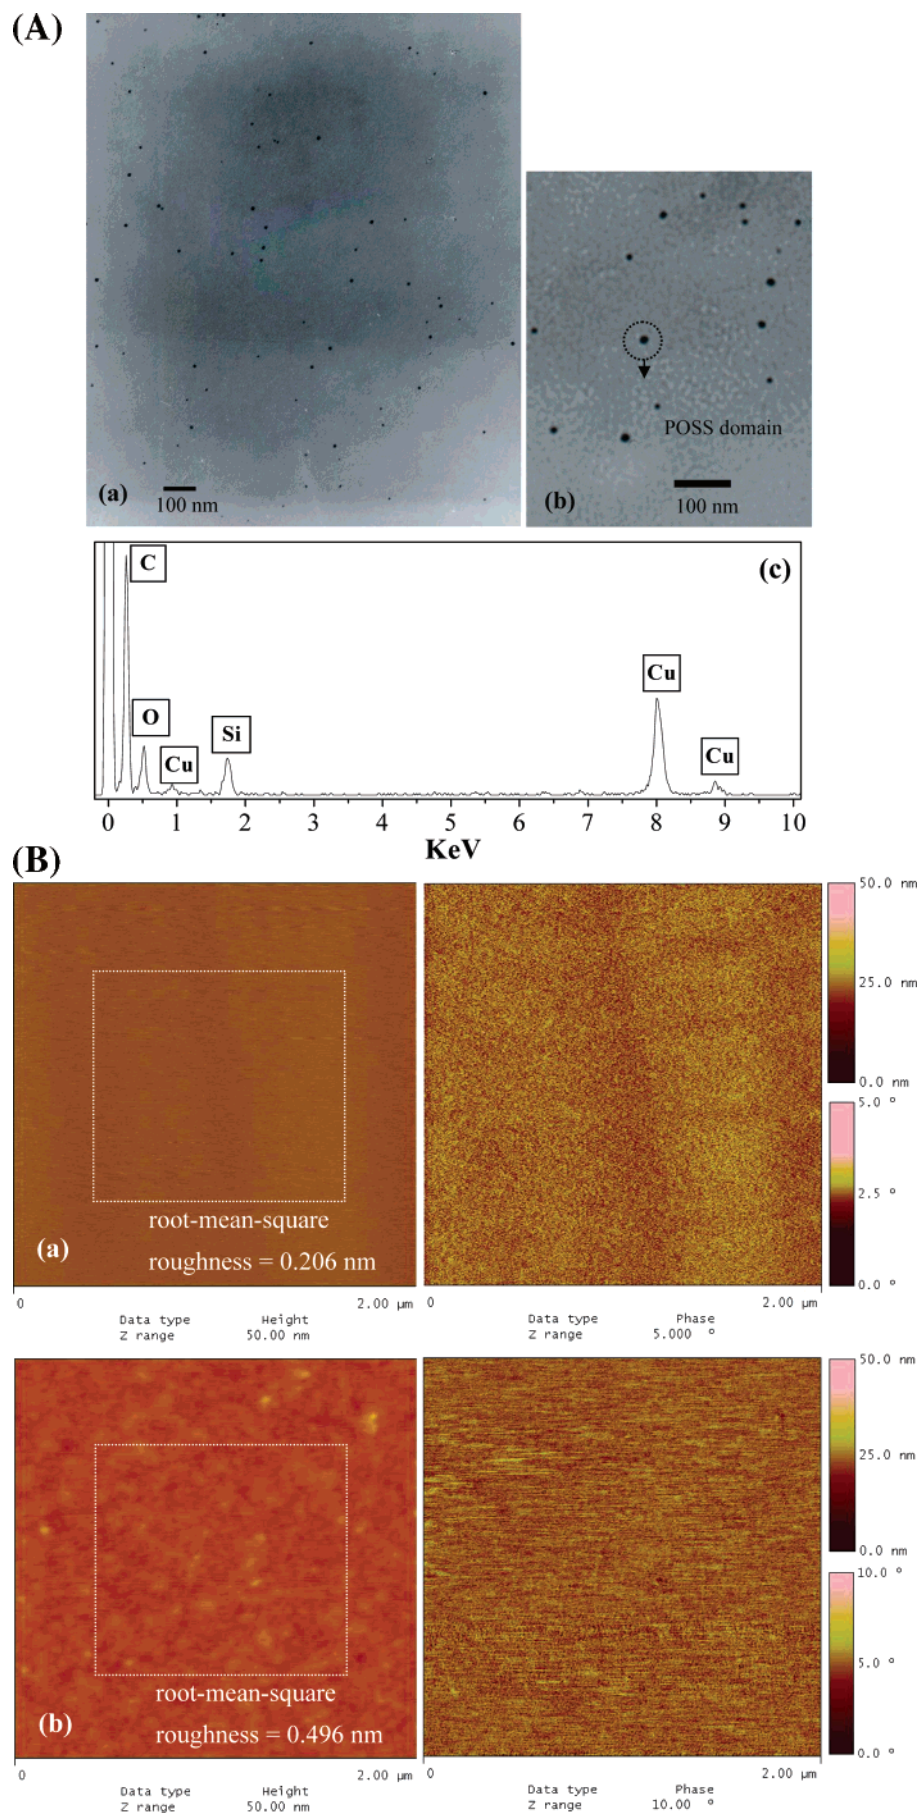 (A)
(a)
100 nm
POSS domain
(b)
100 nm
(c)
C
O
Cu
Si
Cu
Cu
0 1 2 3 4 5 6 7 8 9 10
KeV
(B)
50.0 nm
25.0 nm
0.0 nm
5.0 °
2.5 °
0.0 °
root-mean-square
(a)
roughness = 0.206 nm
0 2.00 µm
Data type Height
Z range 50.00 nm
0 2.00 µm
Data type Phase
Z range 5.000 °
50.0 nm
25.0 nm
0.0 nm
10.0 °
5.0 °
0.0 °
root-mean-square
(b)
roughness = 0.496 nm
0 2.00 µm
Data type Height
Z range 50.00 nm
0 2.00 µm
Data type Phase
Z range 10.00 °